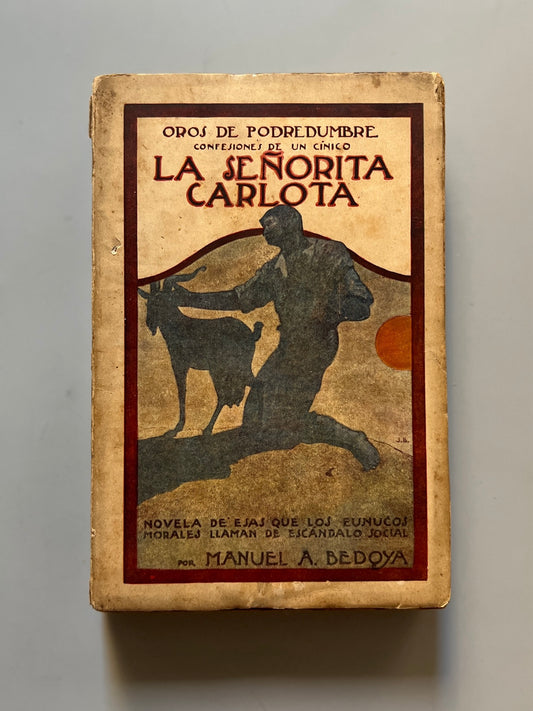 OROS DE PODREDUMBRE
CONFESIONES DE UN CÍNICO
LA SEÑORITA
CARLOTA
J.B.
NOVELA DE ESAS QUE LOS EUNUCOS
MORALES LLAMAN DE ESCÁNDALO SOCIAL
POR MANUEL A. BEDOYA